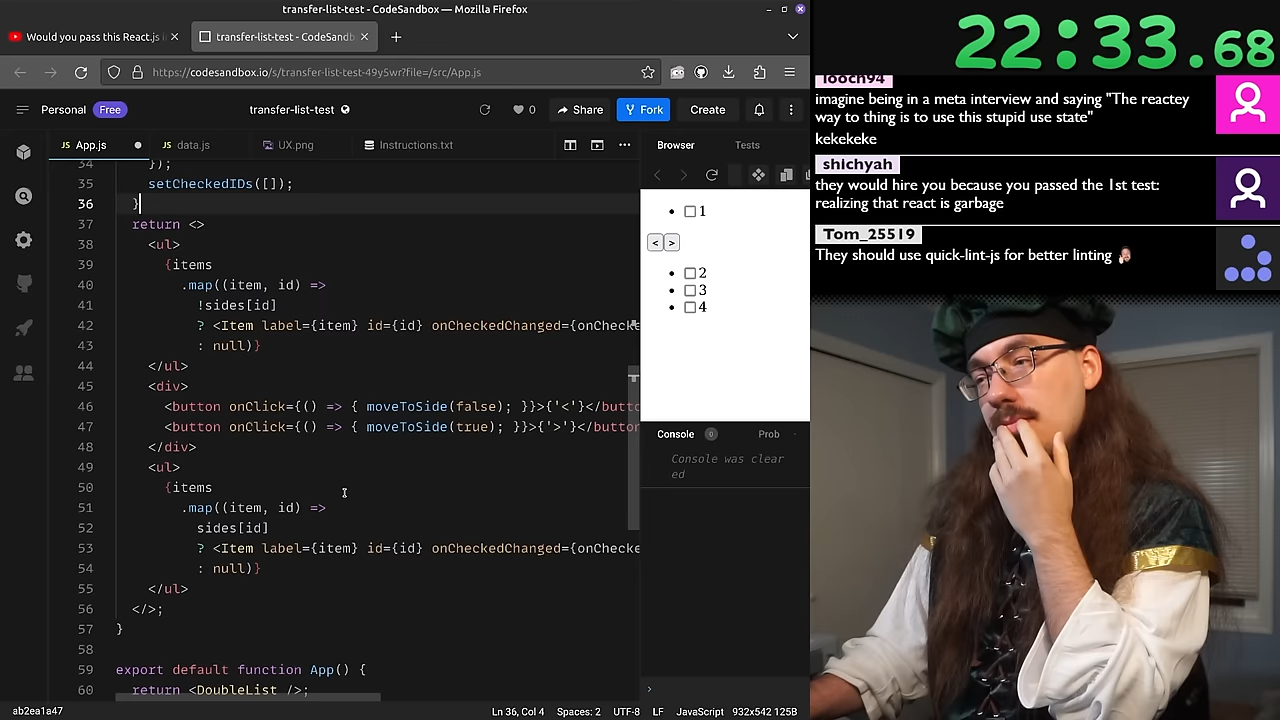 transfer-list-test - CodeSandbox — Mozilla Firefox
Would you pass this React.js i
transfer-list-test - CodeSandb
https://codesandbox.io/s/transfer-list-test-49y5wr?file=/src/App.js
Personal Free
transfer-list-test
0
Share
Fork
Create
App.js
data.js
UX.png
Instructions.txt
Browser
Tests
34 });
35 setCheckedIDs([]);
36 }
37 return <>
38 <ul>
39 {items
40 .map((item, id) =>
41 !sides[id]
42 ? <Item label={item} id={id} onCheckedChanged={onChecke
43 : null)}
44 </ul>
45 <div>
46 <button onClick={() => { moveToSide(false); }}>{'<'}</butto
47 <button onClick={() => { moveToSide(true); }}>{'>'}</button
48 </div>
49 <ul>
50 {items
51 .map((item, id) =>
52 sides[id]
53 ? <Item label={item} id={id} onCheckedChanged={onChecke
54 : null)}
55 </ul>
56 </>;
57 }
58
59 export default function App() {
60 return <DoubleList />;
1
< >
2
3
4
Console 0 Prob
Console was clear
ed
ab2ea1a47
Ln 36, Col 4
Spaces: 2
UTF-8
LF
JavaScript
932x542 125B
22:33.68
looch94
imagine being in a meta interview and saying "The reactey
way to thing is to use this stupid use state"
kekekeke
shichyah
they would hire you because you passed the 1st test:
realizing that react is garbage
Tom_25519
They should use quick-lint-js for better linting